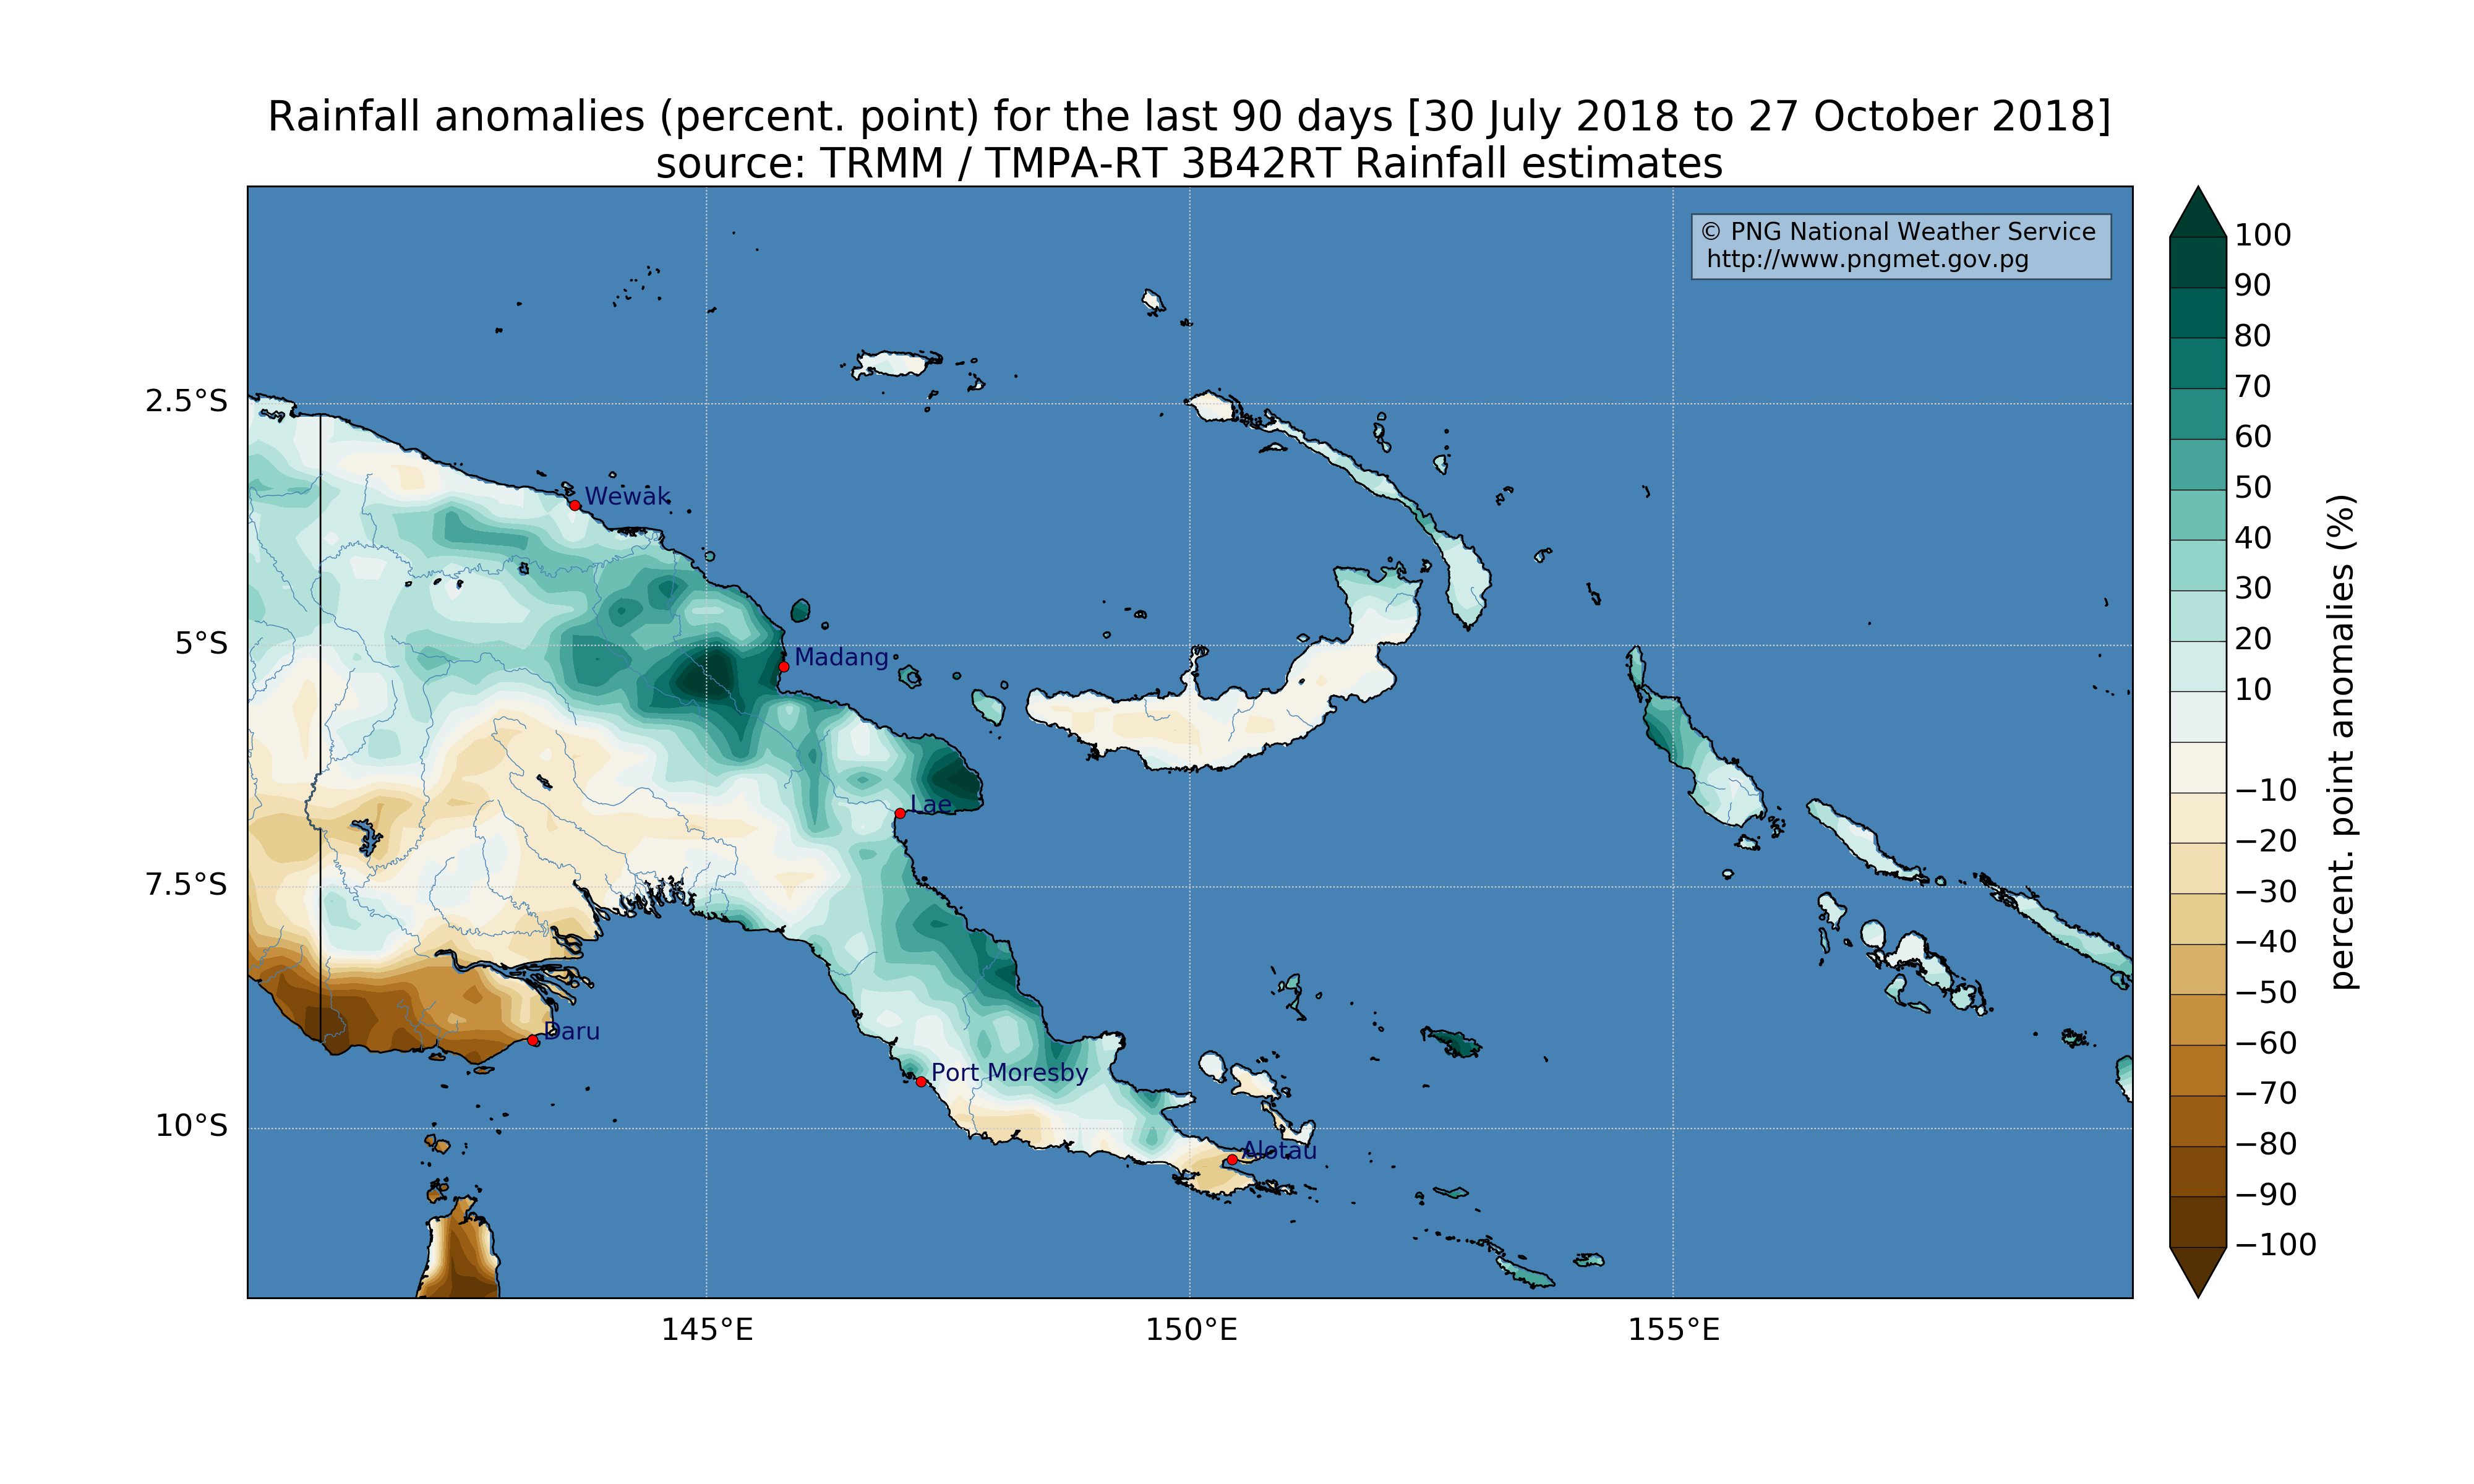 Rainfall anomalies (percent. point) for the last 90 days [30 July 2018 to 27 October 2018]
source: TRMM / TMPA-RT 3B42RT Rainfall estimates
© PNG National Weather Service
http://www.pngmet.gov.pg
2.5°S
5°S
7.5°S
10°S
145°E
150°E
155°E
Wewak
Madang
Lae
Daru
Port Moresby
Alotau
100
90
80
70
60
50
40
30
20
10
−10
−20
−30
−40
−50
−60
−70
−80
−90
−100
percent. point anomalies (%)